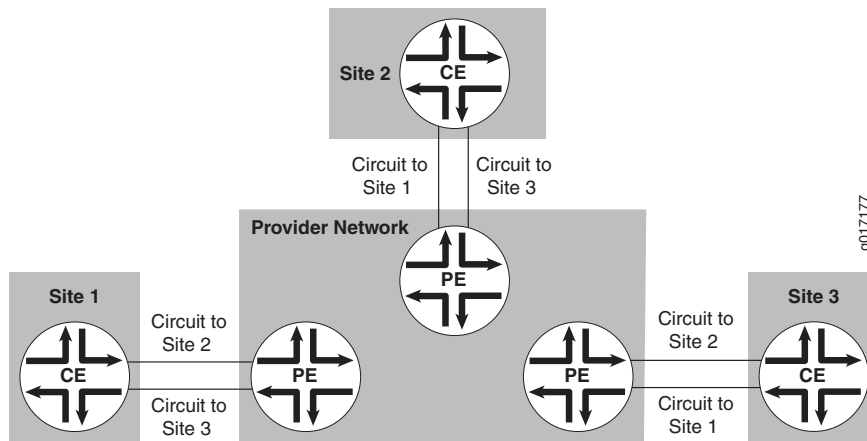 Site 2
CE
Circuit to
Site 1
Circuit to
Site 3
g017177
Provider Network
PE
Site 1
CE
Circuit to
Site 2
Circuit to
Site 3
PE
PE
Circuit to
Site 2
Circuit to
Site 1
Site 3
CE